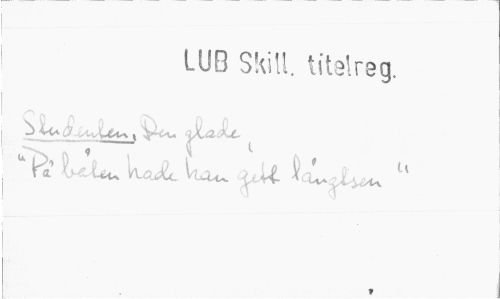 LUB Skill. titelreg.
Studenten, Den glade,
"På båten hade han gett långtsen"